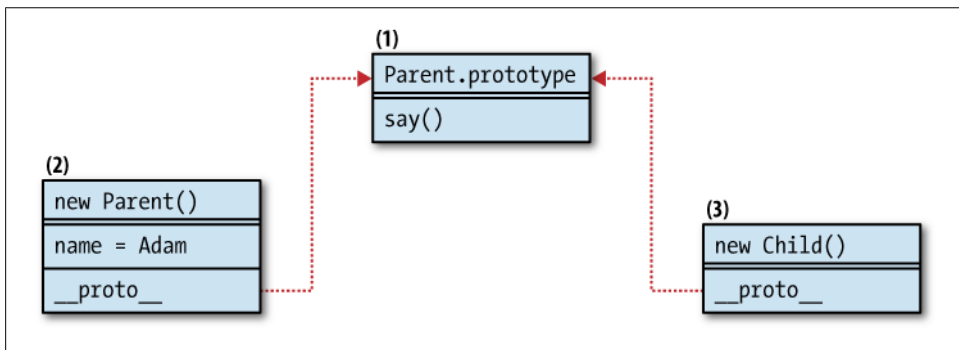 (1)
Parent.prototype
say()
(2)
new Parent()
name = Adam
__proto__
(3)
new Child()
__proto__